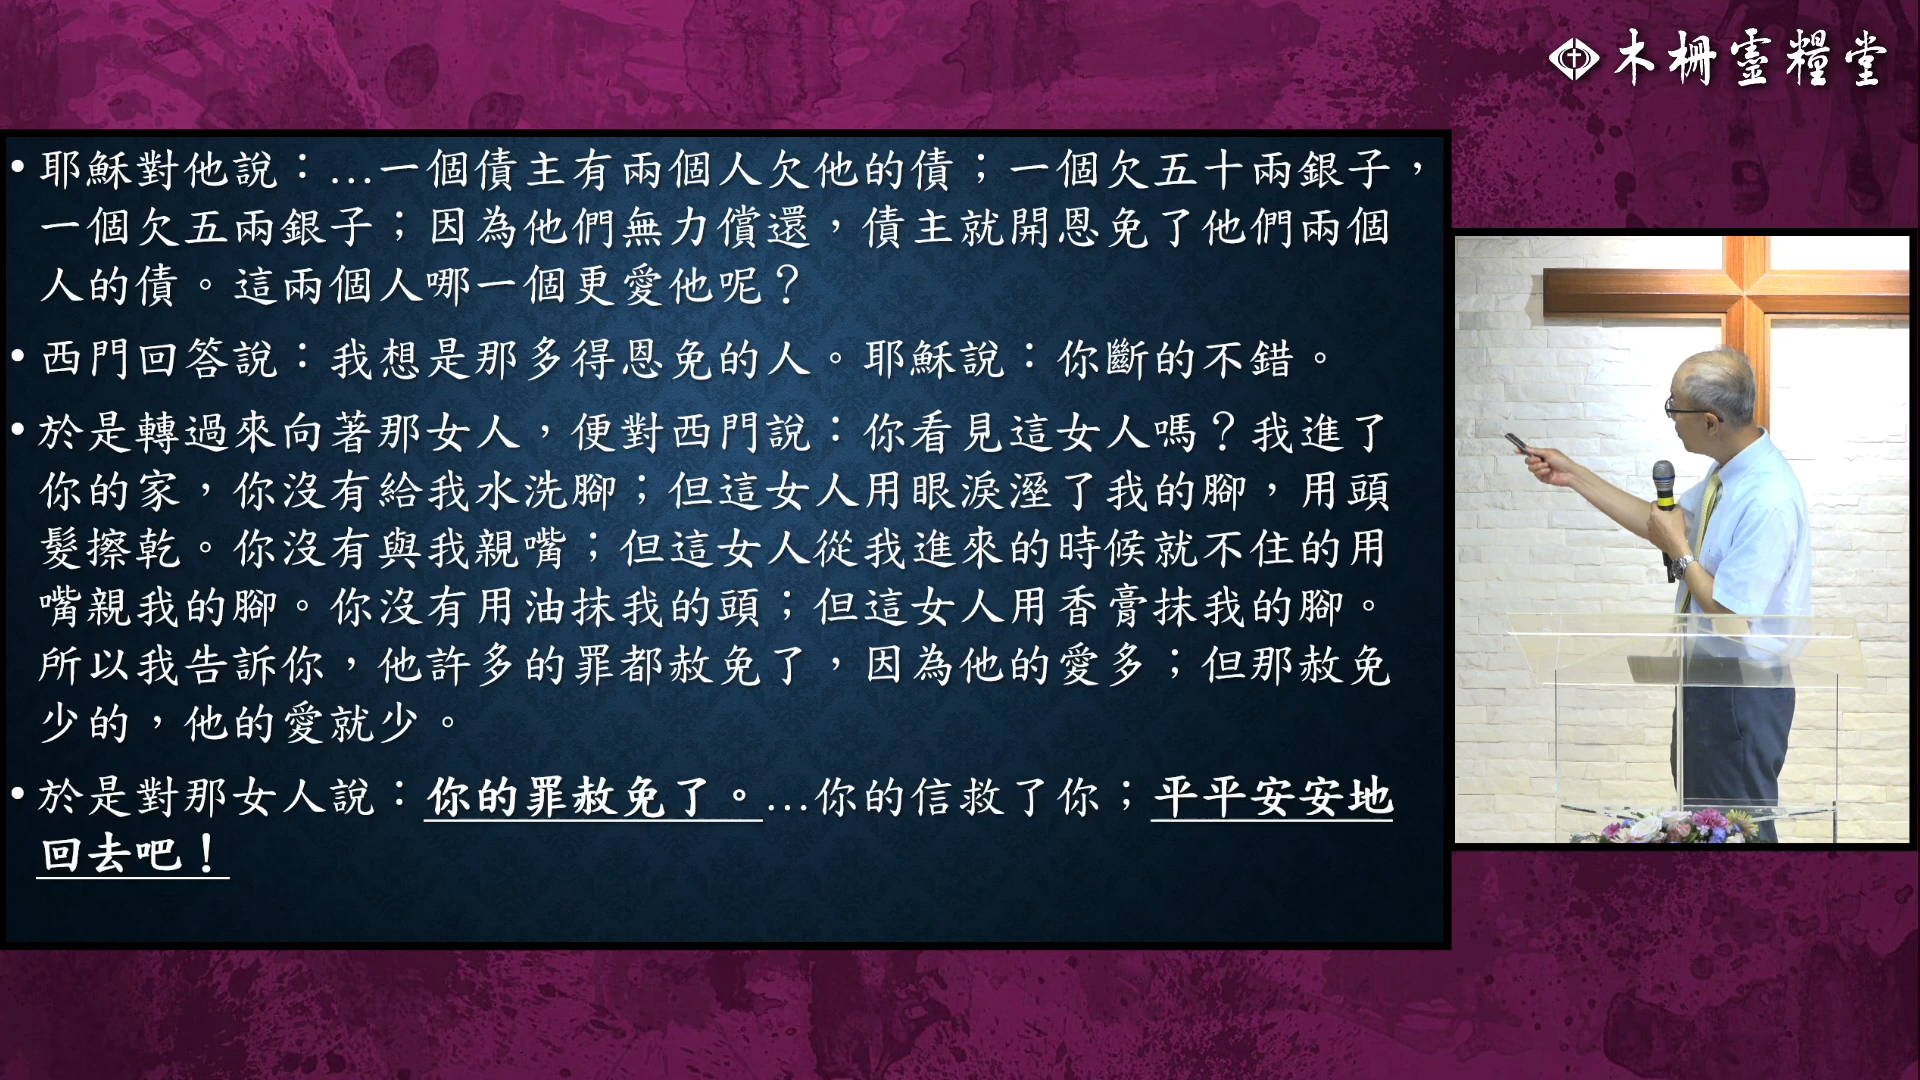 木柵靈糧堂
• 耶穌對他說：…一個債主有兩個人欠他的債；一個欠五十兩銀子，
一個欠五兩銀子；因為他們無力償還，債主就開恩免了他們兩個
人的債。這兩個人哪一個更愛他呢？
• 西門回答說：我想是那多得恩免的人。耶穌說：你斷的不錯。
• 於是轉過來向著那女人，便對西門說：你看見這女人嗎？我進了
你的家，你沒有給我水洗腳；但這女人用眼淚溼了我的腳，用頭
髮擦乾。你沒有與我親嘴；但這女人從我進來的時候就不住的用
嘴親我的腳。你沒有用油抹我的頭；但這女人用香膏抹我的腳。
所以我告訴你，他許多的罪都赦免了，因為他的愛多；但那赦免
少的，他的愛就少。
• 於是對那女人說：你的罪赦免了。…你的信救了你；平平安安地
回去吧！